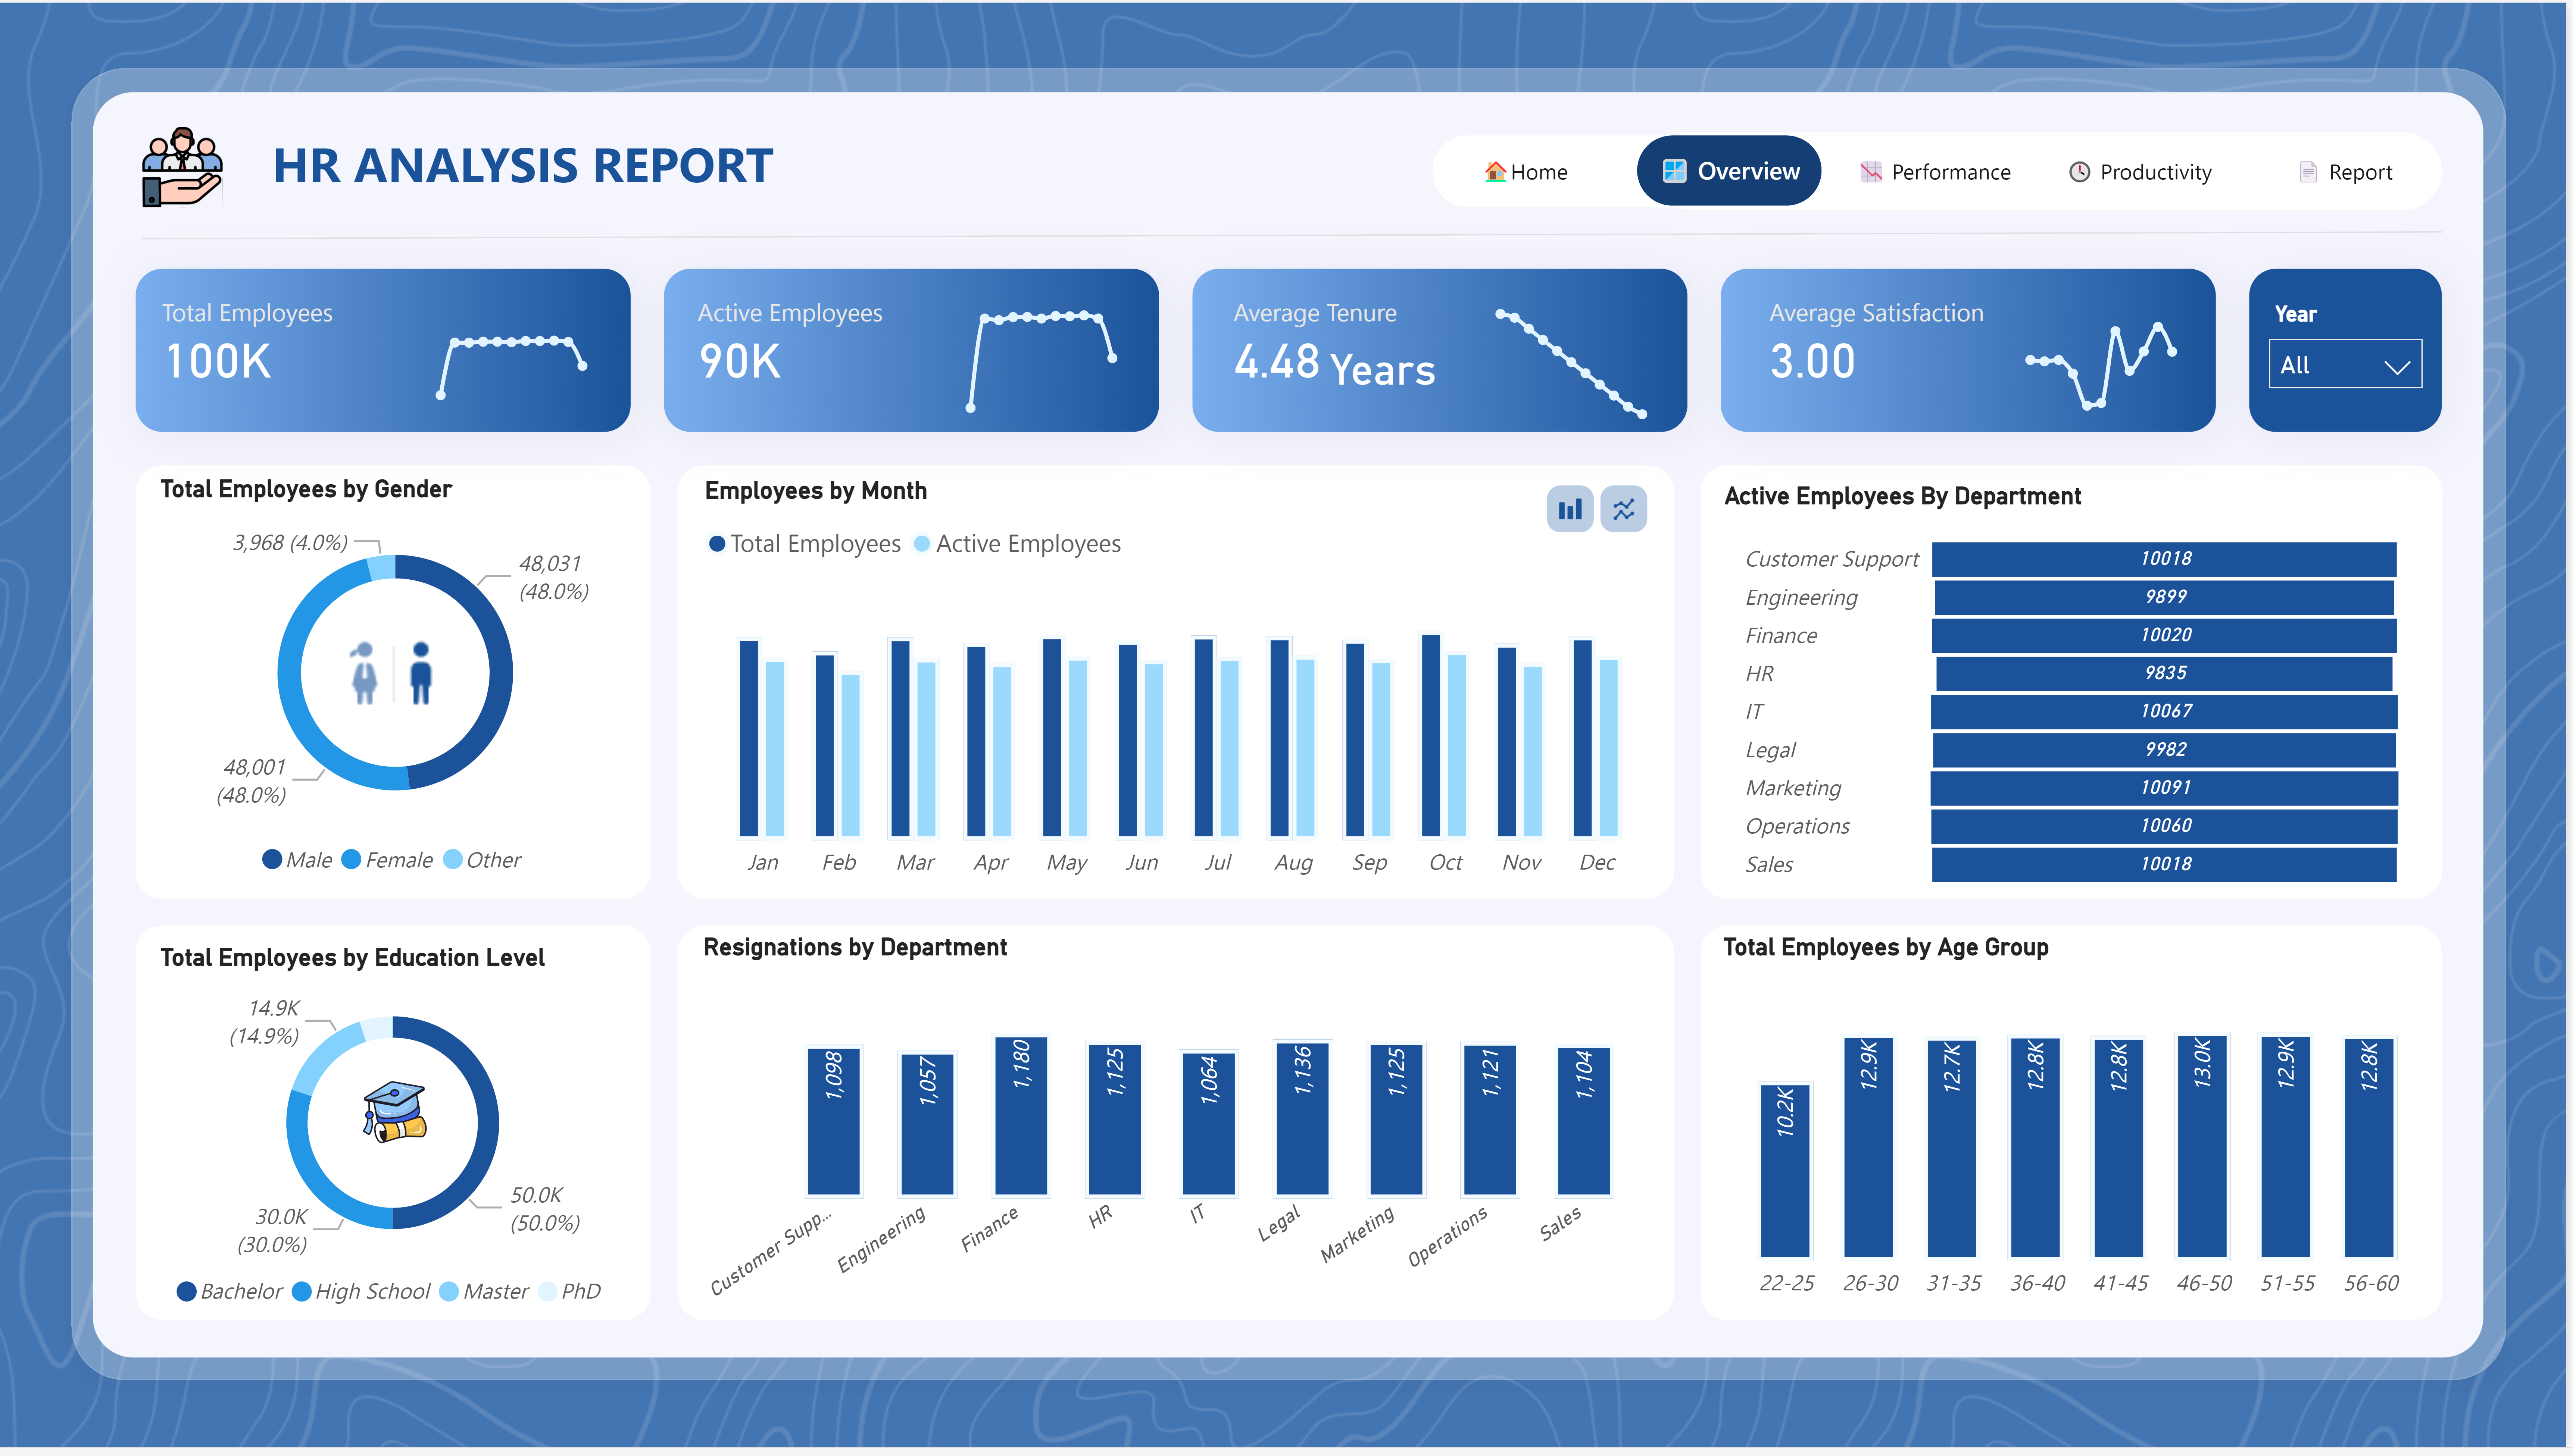 HR ANALYSIS REPORT
Home
Overview
Performance
Productivity
Report
Total Employees
100K
Active Employees
90K
Average Tenure
4.48 Years
Average Satisfaction
3.00
Year
All
Total Employees by Gender
3,968 (4.0%)
48,031
(48.0%)
48,001
(48.0%)
Male Female Other
Employees by Month
Total Employees Active Employees
Jan Feb Mar Apr May Jun Jul Aug Sep Oct Nov Dec
Active Employees By Department
Customer Support 10018
Engineering 9899
Finance 10020
HR 9835
IT 10067
Legal 9982
Marketing 10091
Operations 10060
Sales 10018
Total Employees by Education Level
14.9K
(14.9%)
50.0K
(50.0%)
30.0K
(30.0%)
Bachelor High School Master PhD
Resignations by Department
1,098 1,057 1,180 1,125 1,064 1,136 1,125 1,121 1,104
Customer Supp... Engineering Finance HR IT Legal Marketing Operations Sales
Total Employees by Age Group
10.2K 12.9K 12.7K 12.8K 12.8K 13.0K 12.9K 12.8K
22-25 26-30 31-35 36-40 41-45 46-50 51-55 56-60